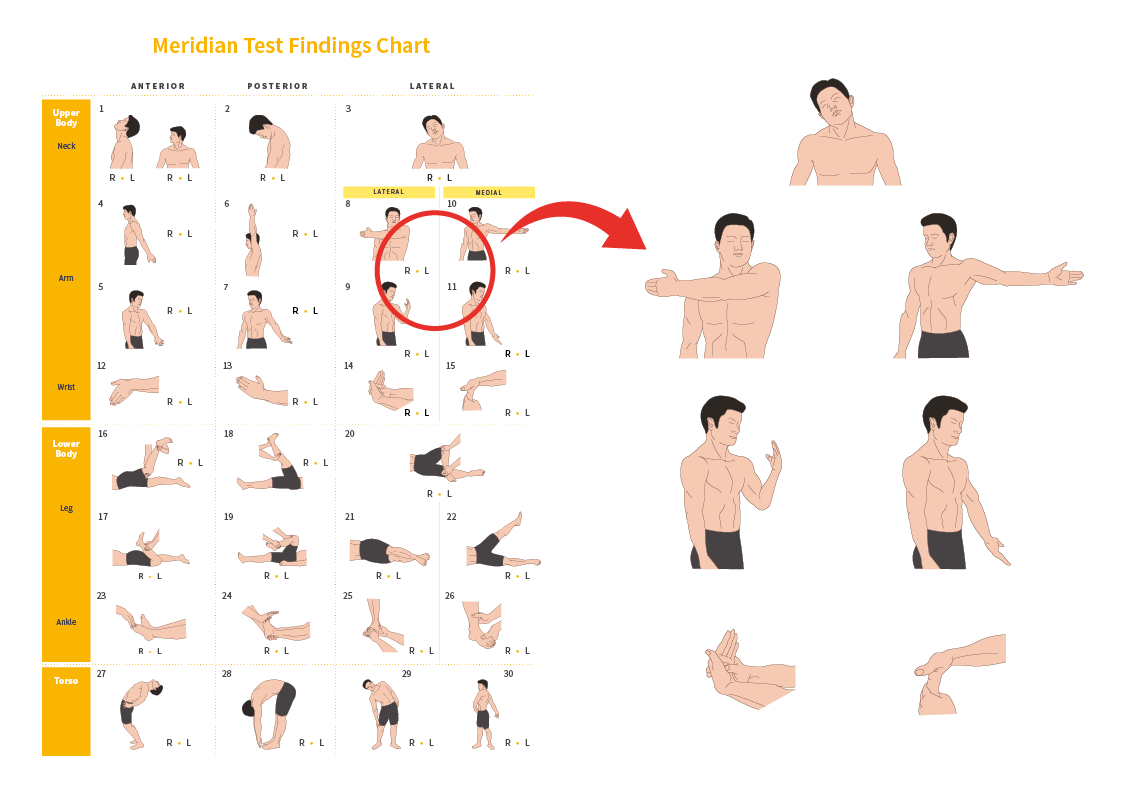 Meridian Test Findings Chart
ANTERIOR POSTERIOR LATERAL
Upper
Body
Neck
1 2 3
R • L R • L R • L R • L
LATERAL MEDIAL
Arm
4 6 8 10
R • L R • L R • L R • L
5 7 9 11
R • L R • L R • L R • L
Wrist
12 13 14 15
R • L R • L R • L R • L
Lower
Body
Leg
16 18 20
R • L R • L R • L
17 19 21 22
R • L R • L R • L R • L
Ankle
23 24 25 26
R • L R • L R • L R • L
Torso
27 28 29 30
R • L R • L R • L R • L